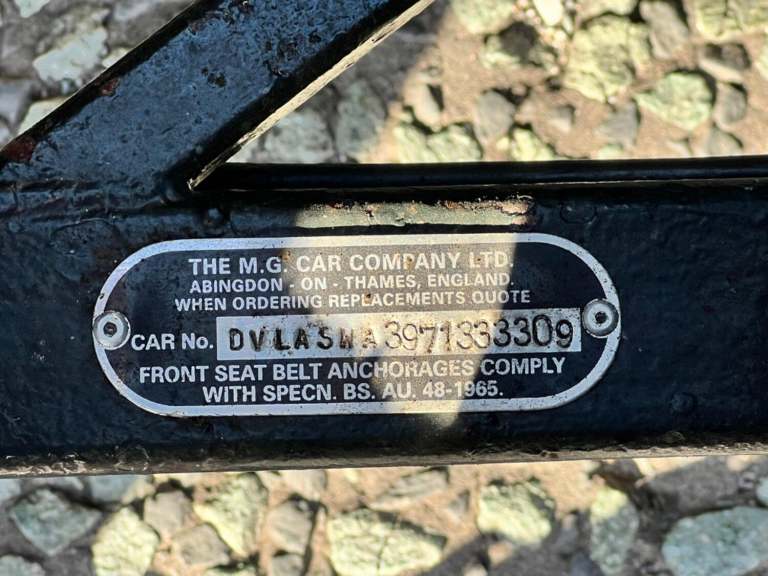 THE M.G. CAR COMPANY LTD.
ABINGDON - ON - THAMES, ENGLAND.
WHEN ORDERING REPLACEMENTS QUOTE
CAR No. DVLASWA3971333309
FRONT SEAT BELT ANCHORAGES COMPLY
WITH SPECN. BS. AU. 48-1965.